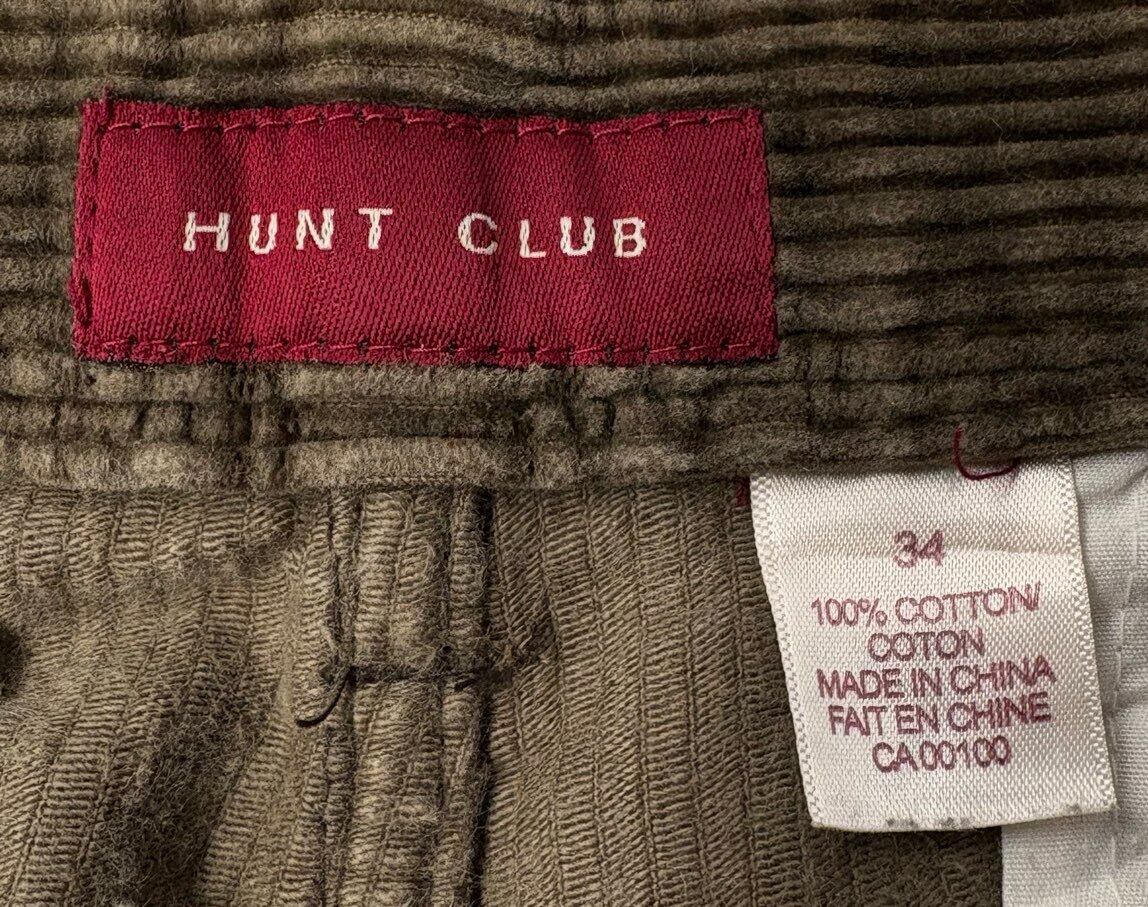 HUNT CLUB
34
100% COTTON/
COTON
MADE IN CHINA
FAIT EN CHINE
CA 00100